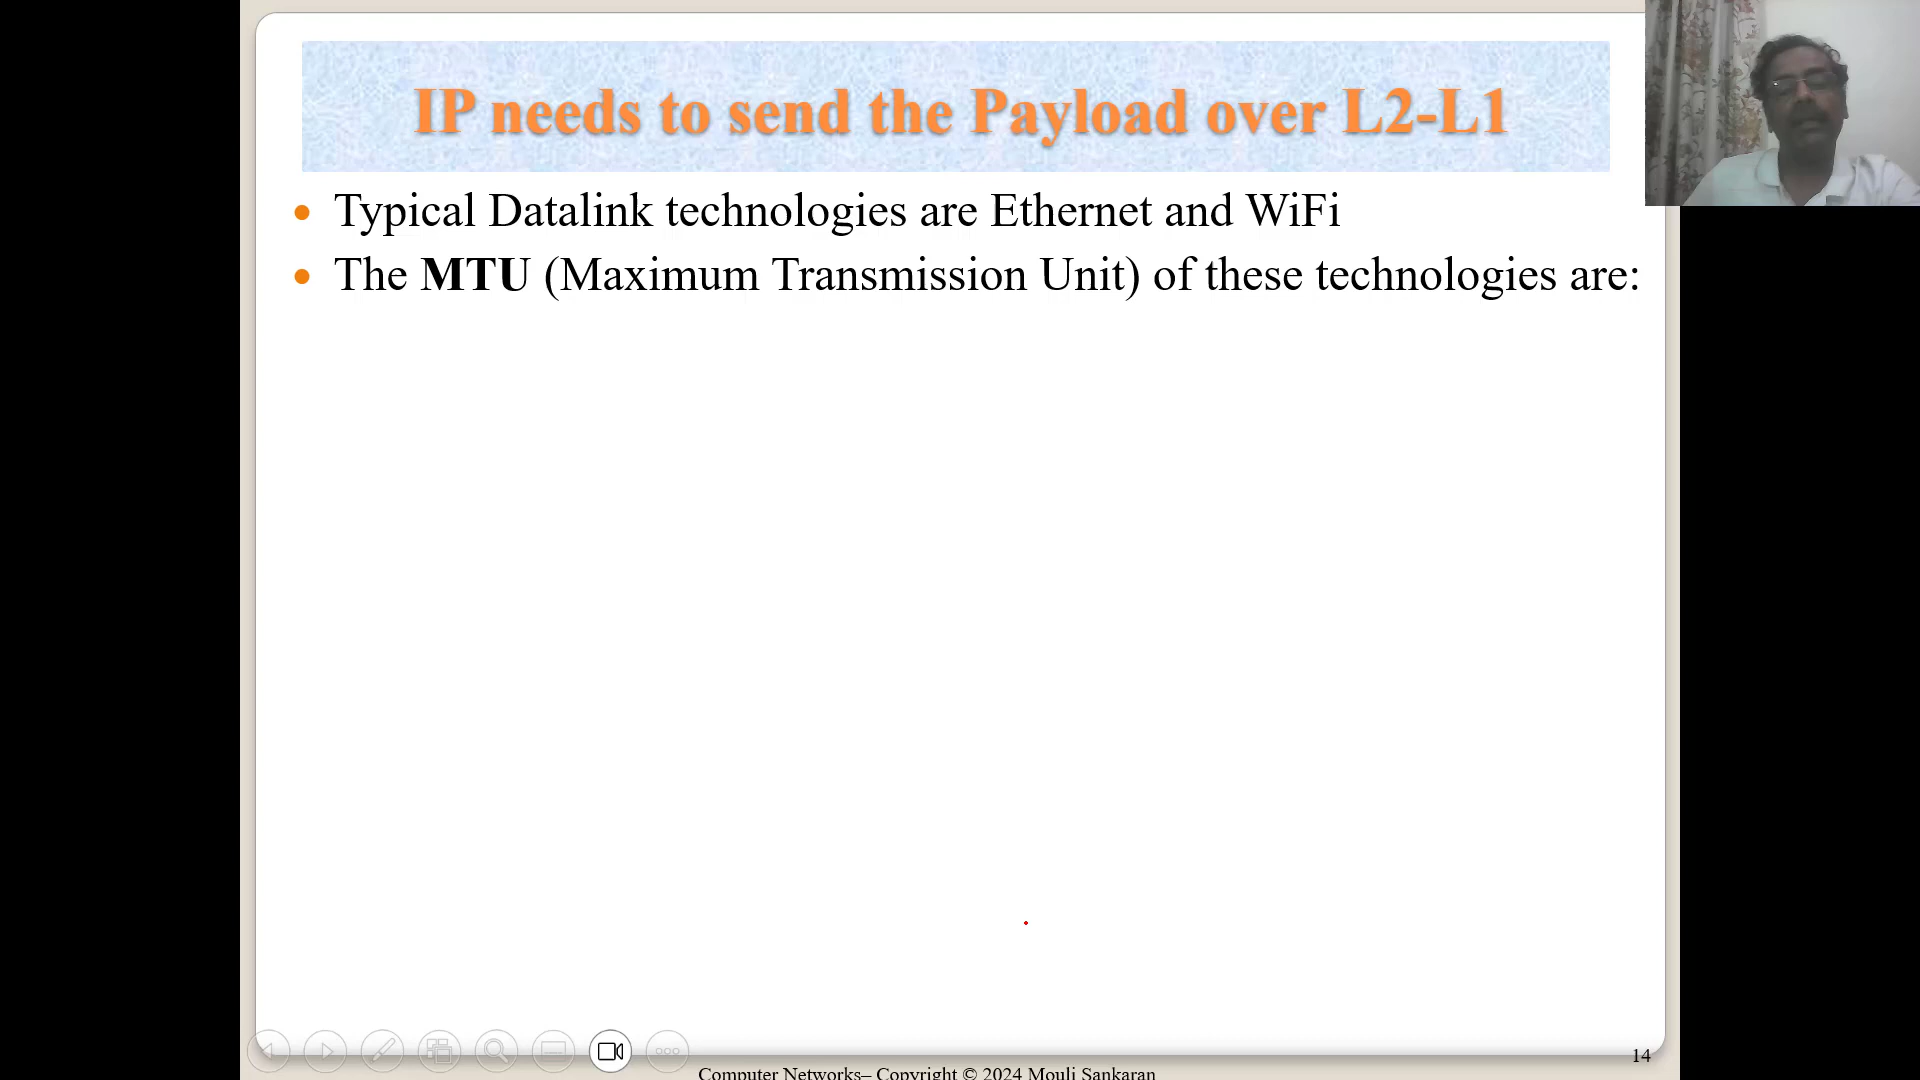 IP needs to send the Payload over L2-L1
Typical Datalink technologies are Ethernet and WiFi
The MTU (Maximum Transmission Unit) of these technologies are:
14
Computer Networks– Copyright © 2024 Mouli Sankaran